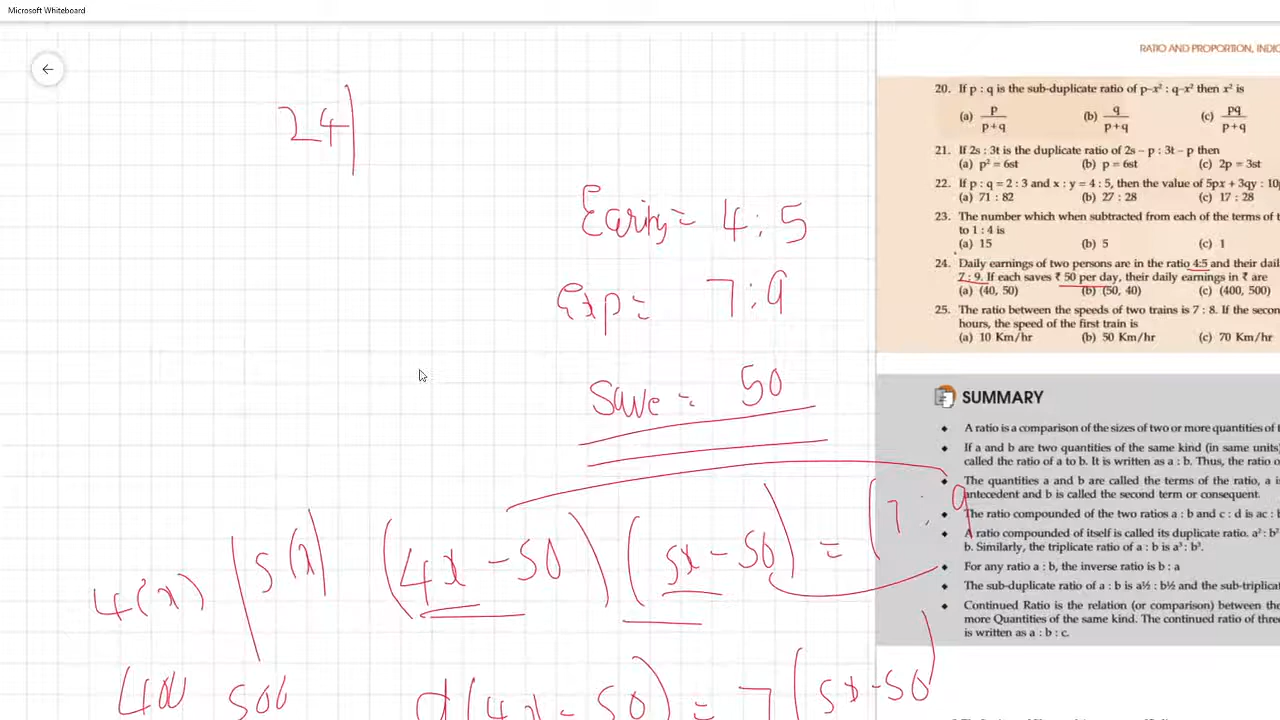 Microsoft Whiteboard
24
Earing = 4 : 5
Exp = 7 : 9
Save = 50
4(x) 5(x) (4x - 50) (5x - 50) = (7 : 9
400 500 9(4x - 50) = 7(5x - 50)
RATIO AND PROPORTION, INDIC
20. If p : q is the sub-duplicate ratio of p–x² : q–x² then x² is
(a) p/p+q (b) q/p+q (c) pq/p+q
21. If 2s : 3t is the duplicate ratio of 2s – p : 3t – p then
(a) p² = 6st (b) p = 6st (c) 2p = 3st
22. If p : q = 2 : 3 and x : y = 4 : 5, then the value of 5px + 3qy : 10p
(a) 71 : 82 (b) 27 : 28 (c) 17 : 28
23. The number which when subtracted from each of the terms of t
to 1 : 4 is
(a) 15 (b) 5 (c) 1
24. Daily earnings of two persons are in the ratio 4:5 and their dail
7 : 9. If each saves ₹ 50 per day, their daily earnings in ₹ are
(a) (40, 50) (b) (50, 40) (c) (400, 500)
25. The ratio between the speeds of two trains is 7 : 8. If the secon
hours, the speed of the first train is
(a) 10 Km/hr (b) 50 Km/hr (c) 70 Km/hr
SUMMARY
◆ A ratio is a comparison of the sizes of two or more quantities of t
◆ If a and b are two quantities of the same kind (in same units)
called the ratio of a to b. It is written as a : b. Thus, the ratio o
◆ The quantities a and b are called the terms of the ratio, a is
antecedent and b is called the second term or consequent.
◆ The ratio compounded of the two ratios a : b and c : d is ac : b
◆ A ratio compounded of itself is called its duplicate ratio. a² : b²
b. Similarly, the triplicate ratio of a : b is a³ : b³.
◆ For any ratio a : b, the inverse ratio is b : a
◆ The sub-duplicate ratio of a : b is a½ : b½ and the sub-triplica
◆ Continued Ratio is the relation (or comparison) between the
more Quantities of the same kind. The continued ratio of three
is written as a : b : c.